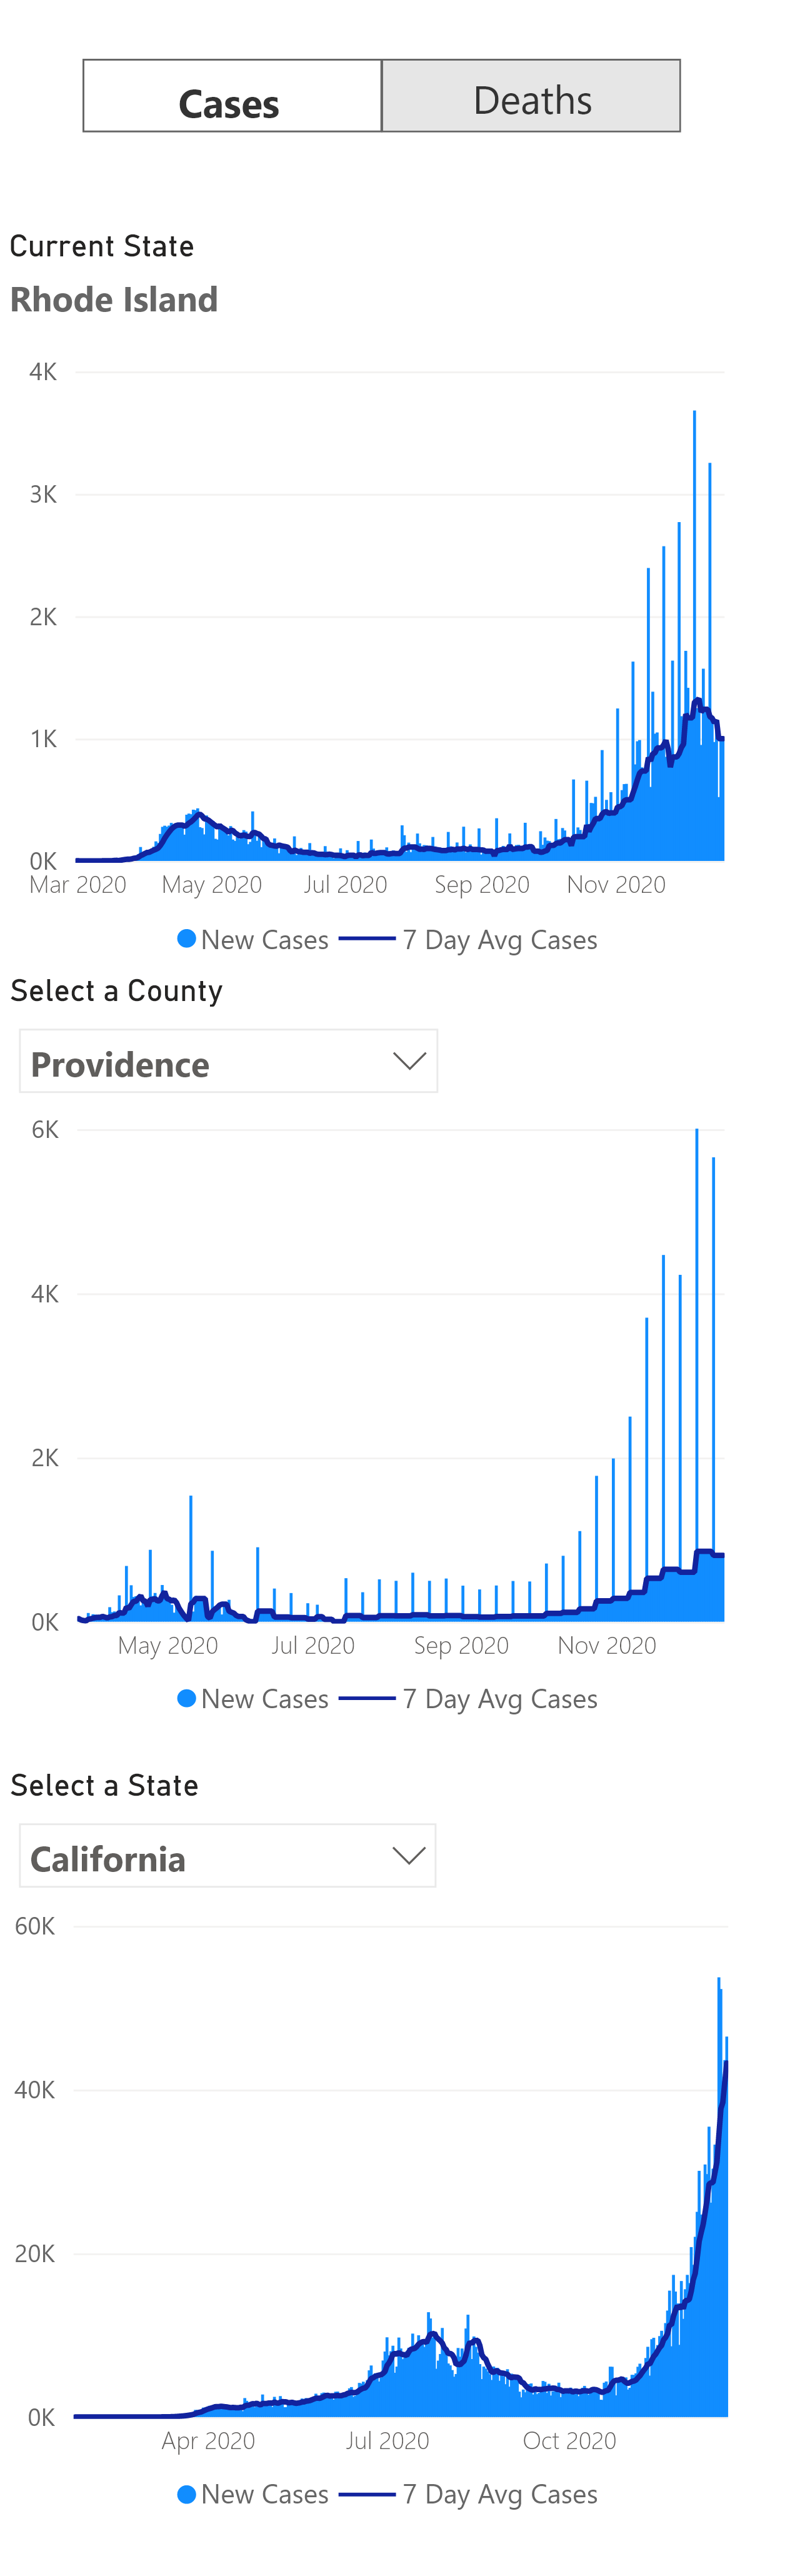 Cases Deaths
Current State
Rhode Island
4K
3K
2K
1K
0K
Mar 2020 May 2020 Jul 2020 Sep 2020 Nov 2020
New Cases 7 Day Avg Cases
Select a County
Providence
6K
4K
2K
0K
May 2020 Jul 2020 Sep 2020 Nov 2020
New Cases 7 Day Avg Cases
Select a State
California
60K
40K
20K
0K
Apr 2020 Jul 2020 Oct 2020
New Cases 7 Day Avg Cases